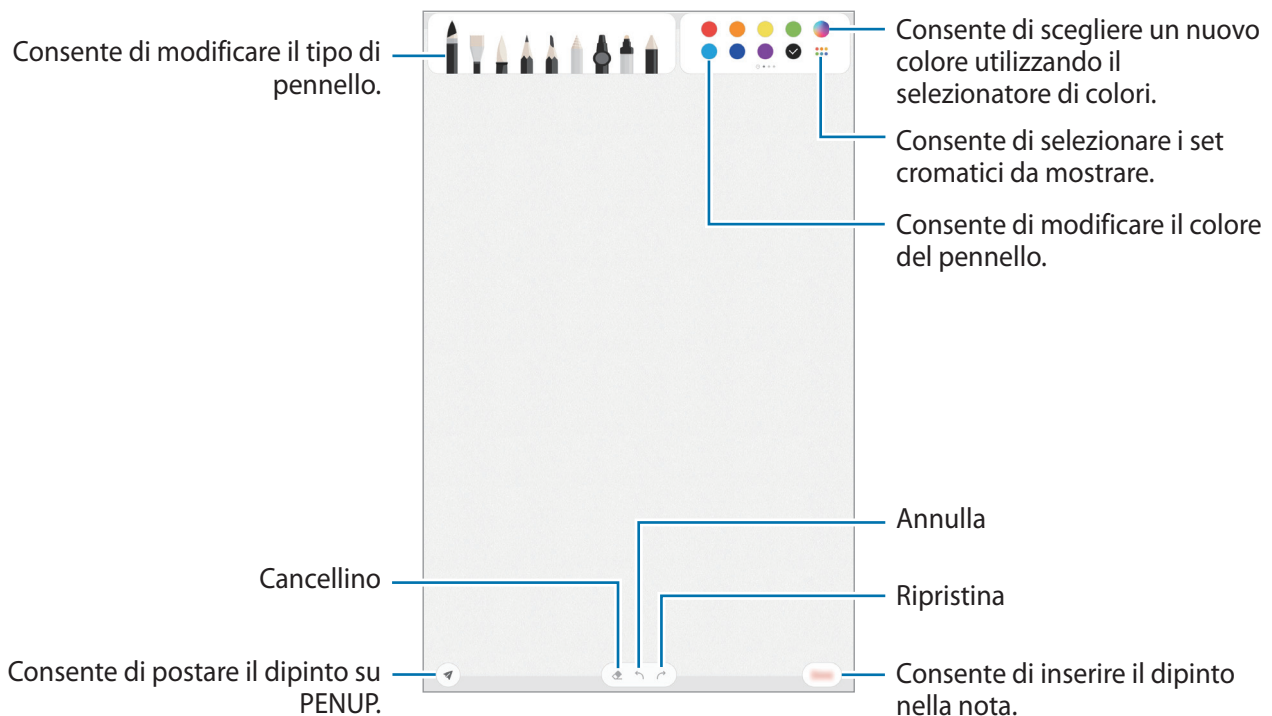 Consente di modificare il tipo di
pennello.
Consente di scegliere un nuovo
colore utilizzando il
selezionatore di colori.
Consente di selezionare i set
cromatici da mostrare.
Consente di modificare il colore
del pennello.
Annulla
Cancellino
Ripristina
Consente di postare il dipinto su
PENUP.
Consente di inserire il dipinto
nella nota.